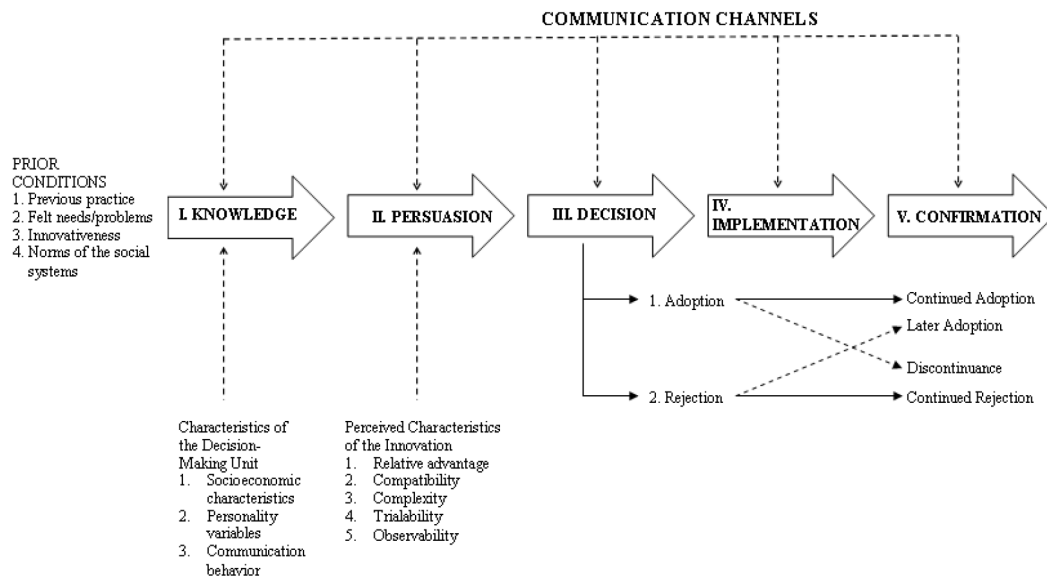 COMMUNICATION CHANNELS
PRIOR
CONDITIONS
1. Previous practice
2. Felt needs/problems
3. Innovativeness
4. Norms of the social
systems
I. KNOWLEDGE
II. PERSUASION
III. DECISION
IV.
IMPLEMENTATION
V. CONFIRMATION
1. Adoption
2. Rejection
Continued Adoption
Later Adoption
Discontinuance
Continued Rejection
Characteristics of
the Decision-
Making Unit
1. Socioeconomic
characteristics
2. Personality
variables
3. Communication
behavior
Perceived Characteristics
of the Innovation
1. Relative advantage
2. Compatibility
3. Complexity
4. Trialability
5. Observability